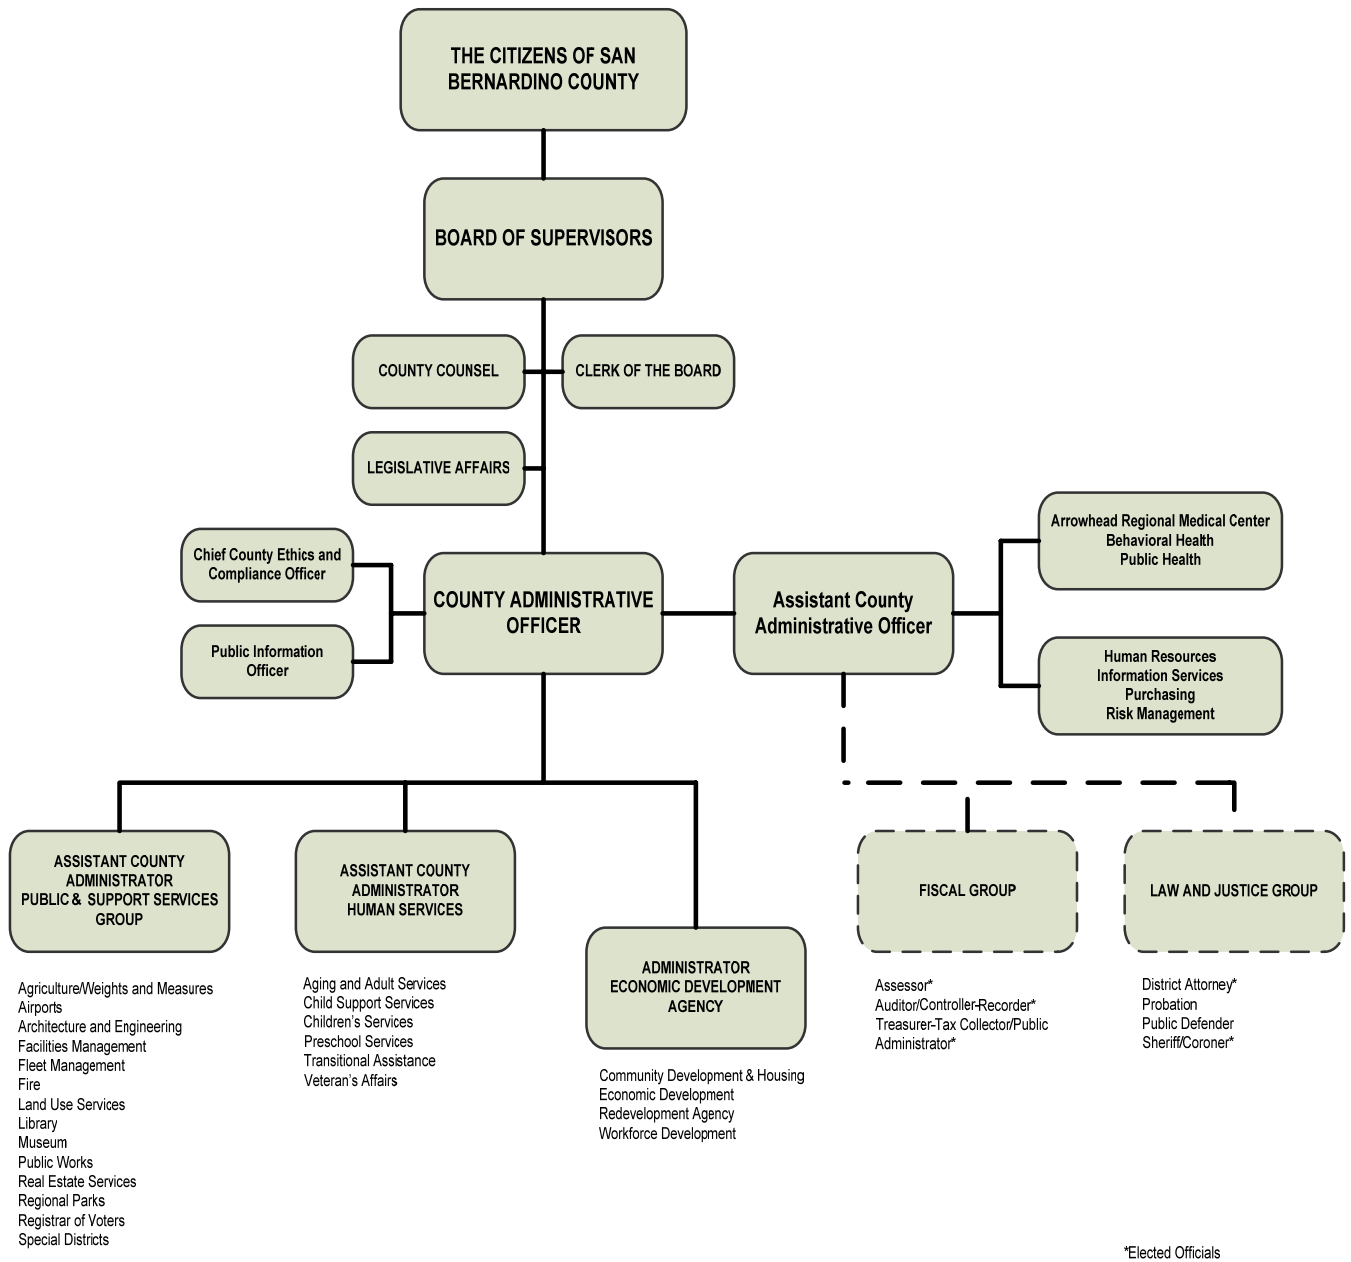 THE CITIZENS OF SAN
BERNARDINO COUNTY
BOARD OF SUPERVISORS
COUNTY COUNSEL
CLERK OF THE BOARD
LEGISLATIVE AFFAIRS
Chief County Ethics and
Compliance Officer
Public Information
Officer
COUNTY ADMINISTRATIVE
OFFICER
Assistant County
Administrative Officer
Arrowhead Regional Medical Center
Behavioral Health
Public Health
Human Resources
Information Services
Purchasing
Risk Management
ASSISTANT COUNTY
ADMINISTRATOR
PUBLIC & SUPPORT SERVICES
GROUP
Agriculture/Weights and Measures
Airports
Architecture and Engineering
Facilities Management
Fleet Management
Fire
Land Use Services
Library
Museum
Public Works
Real Estate Services
Regional Parks
Registrar of Voters
Special Districts
ASSISTANT COUNTY
ADMINISTRATOR
HUMAN SERVICES
Aging and Adult Services
Child Support Services
Children's Services
Preschool Services
Transitional Assistance
Veteran's Affairs
ADMINISTRATOR
ECONOMIC DEVELOPMENT
AGENCY
Community Development & Housing
Economic Development
Redevelopment Agency
Workforce Development
FISCAL GROUP
Assessor*
Auditor/Controller-Recorder*
Treasurer-Tax Collector/Public
Administrator*
LAW AND JUSTICE GROUP
District Attorney*
Probation
Public Defender
Sheriff/Coroner*
*Elected Officials